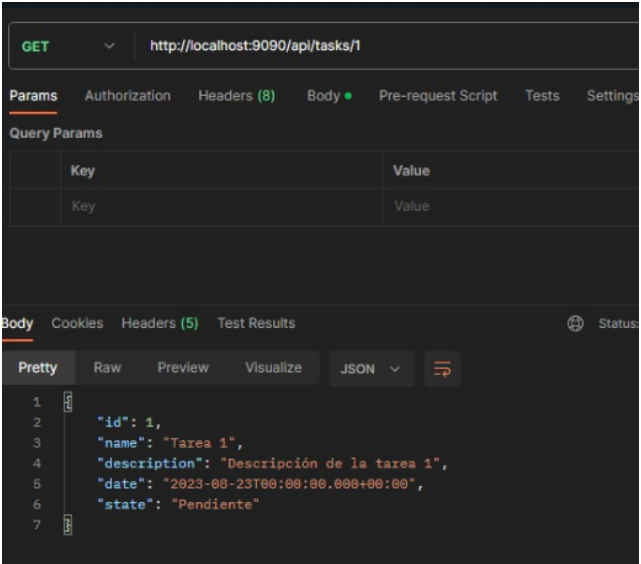 GET http://localhost:9090/api/tasks/1
Params Authorization Headers (8) Body Pre-request Script Tests Settings
Query Params
Key Value
Key Value
Body Cookies Headers (5) Test Results Status:
Pretty Raw Preview Visualize JSON
1 {
2 "id": 1,
3 "name": "Tarea 1",
4 "description": "Descripción de la tarea 1",
5 "date": "2023-08-23T00:00:00.000+00:00",
6 "state": "Pendiente"
7 }